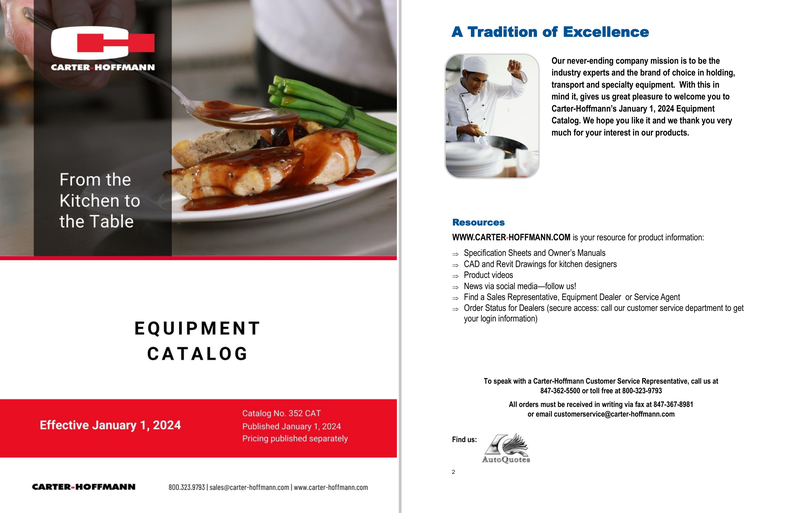 CARTER-HOFFMANN
From the
Kitchen to
the Table
EQUIPMENT
CATALOG
Effective January 1, 2024
Catalog No. 352 CAT
Published January 1, 2024
Pricing published separately
CARTER-HOFFMANN
800.323.9793 | sales@carter-hoffmann.com | www.carter-hoffmann.com
A Tradition of Excellence
Our never-ending company mission is to be the
industry experts and the brand of choice in holding,
transport and specialty equipment. With this in
mind it, gives us great pleasure to welcome you to
Carter-Hoffmann's January 1, 2024 Equipment
Catalog. We hope you like it and we thank you very
much for your interest in our products.
Resources
WWW.CARTER-HOFFMANN.COM is your resource for product information:
⇒ Specification Sheets and Owner's Manuals
⇒ CAD and Revit Drawings for kitchen designers
⇒ Product videos
⇒ News via social media—follow us!
⇒ Find a Sales Representative, Equipment Dealer or Service Agent
⇒ Order Status for Dealers (secure access: call our customer service department to get
your login information)
To speak with a Carter-Hoffmann Customer Service Representative, call us at
847-362-5500 or toll free at 800-323-9793
All orders must be received in writing via fax at 847-367-8981
or email customerservice@carter-hoffmann.com
Find us:
AutoQuotes
2